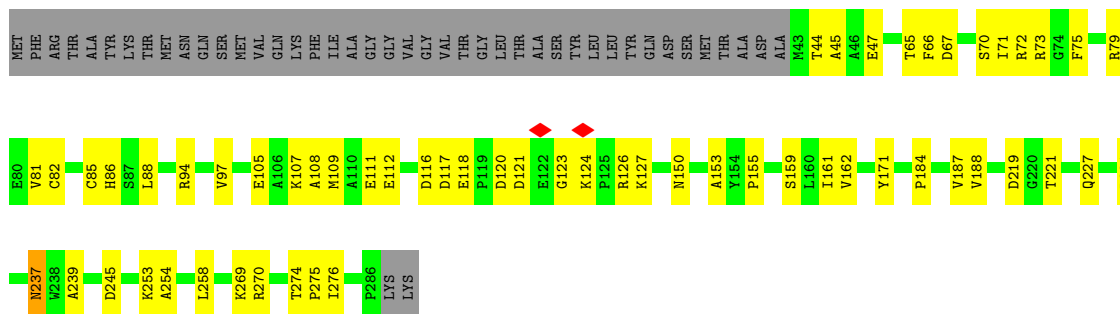 MET PHE ARG THR ALA TYR LYS THR MET ASN GLN SER MET VAL GLN LYS PHE ILE ALA GLY GLY VAL GLY VAL THR GLY LEU THR ALA SER TYR LEU LEU TYR GLN ASP SER MET THR ALA ASP ALA M43 T44 A45 A46 E47 T65 F66 D67 S70 I71 R72 R73 G74 F75 R79
E80 V81 C82 C85 H86 S87 L88 R94 V97 E105 A106 K107 A108 M109 A110 E111 E112 D116 D117 E118 P119 D120 D121 E122 G123 K124 P125 R126 K127 N150 A153 Y154 P155 S159 L160 I161 V162 Y171 P184 V187 V188 D219 G220 T221 Q227
N237 W238 A239 D245 K253 A254 L258 K269 R270 T274 P275 I276 P286 LYS LYS